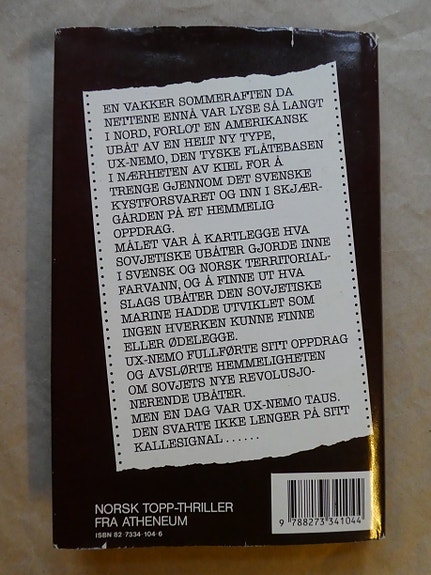 EN VAKKER SOMMERAFTEN DA
NETTENE ENNÅ VAR LYSE SÅ LANGT
I NORD, FORLOT EN AMERIKANSK
UBÅT AV EN HELT NY TYPE,
UX-NEMO, DEN TYSKE FLÅTEBASEN
I NÆRHETEN AV KIEL FOR Å
TRENGE GJENNOM DET SVENSKE
KYSTFORSVARET OG INN I SKJÆR-
GÅRDEN PÅ ET HEMMELIG
OPPDRAG.
MÅLET VAR Å KARTLEGGE HVA
SOVJETISKE UBÅTER GJORDE INNE
I SVENSK OG NORSK TERRITORIAL-
FARVANN, OG Å FINNE UT HVA
SLAGS UBÅTER DEN SOVJETISKE
MARINE HADDE UTVIKLET SOM
INGEN HVERKEN KUNNE FINNE
ELLER ØDELEGGE.
UX-NEMO FULLFØRTE SITT OPPDRAG
OG AVSLØRTE HEMMELIGHETEN
OM SOVJETS NYE REVOLUSJO-
NERENDE UBÅTER.
MEN EN DAG VAR UX-NEMO TAUS.
DEN SVARTE IKKE LENGER PÅ SITT
KALLESIGNAL......
NORSK TOPP-THRILLER
FRA ATHENEUM
ISBN 82-7334-104-6
9 788273 341044